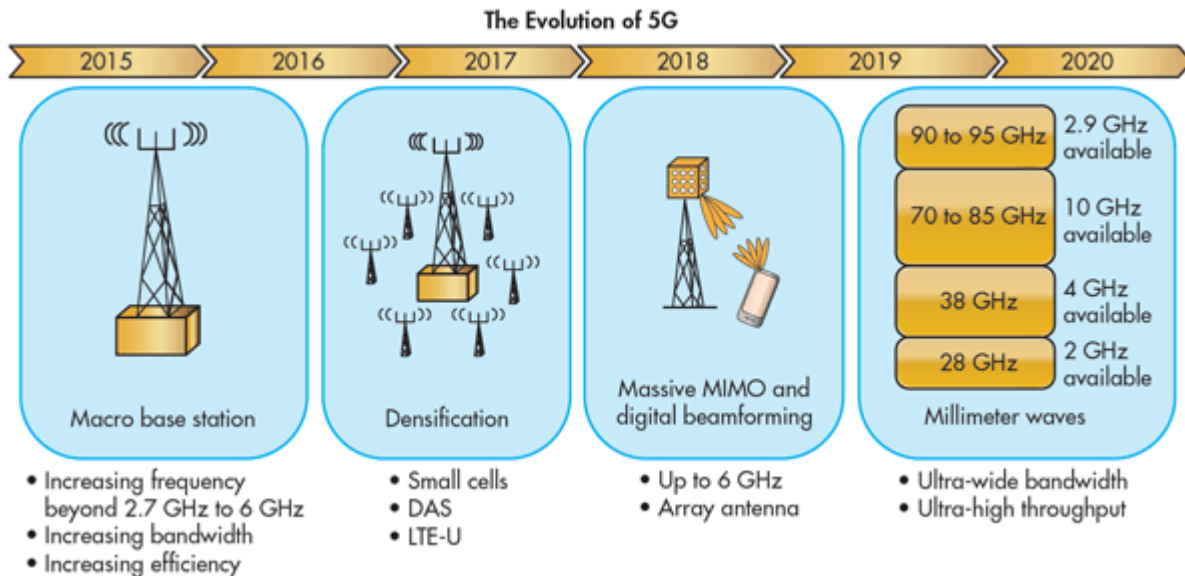 The Evolution of 5G
2015 2016 2017 2018 2019 2020
Macro base station
• Increasing frequency
beyond 2.7 GHz to 6 GHz
• Increasing bandwidth
• Increasing efficiency
Densification
• Small cells
• DAS
• LTE-U
Massive MIMO and
digital beamforming
• Up to 6 GHz
• Array antenna
90 to 95 GHz
2.9 GHz
available
70 to 85 GHz
10 GHz
available
38 GHz
4 GHz
available
28 GHz
2 GHz
available
Millimeter waves
• Ultra-wide bandwidth
• Ultra-high throughput